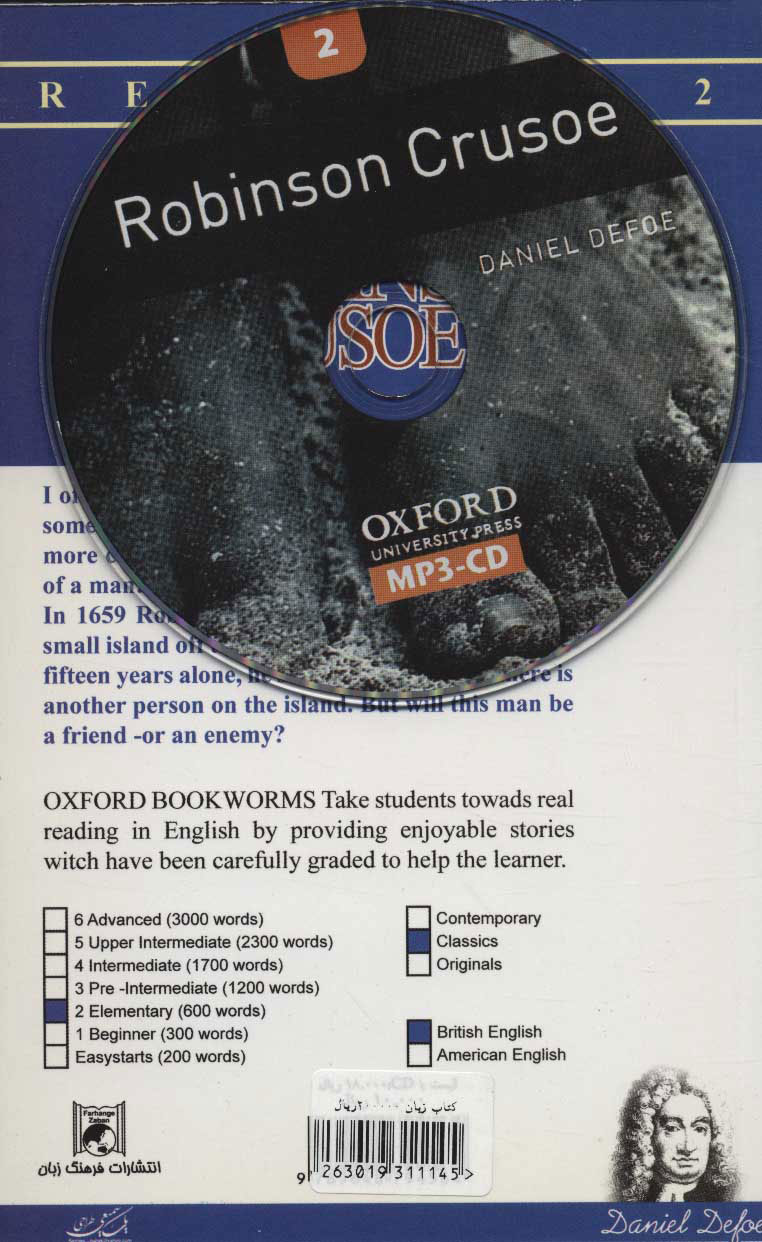 2
R E 2
Robinson Crusoe
DANIEL DEFOE
USOE
OXFORD
UNIVERSITY PRESS
MP3-CD
I
some
more
of a man
In 1659
small island off
fifteen years alone, he is
another person on the island. But will this man be
a friend -or an enemy?
OXFORD BOOKWORMS Take students towads real
reading in English by providing enjoyable stories
witch have been carefully graded to help the learner.
6 Advanced (3000 words)
5 Upper Intermediate (2300 words)
4 Intermediate (1700 words)
3 Pre -Intermediate (1200 words)
2 Elementary (600 words)
1 Beginner (300 words)
Easystarts (200 words)
Contemporary
Classics
Originals
British English
American English
Farhange
Zaban
انتشارات فرهنگ زبان
کتاب زبان ریال
263019 311145>
9
Daniel Defoe